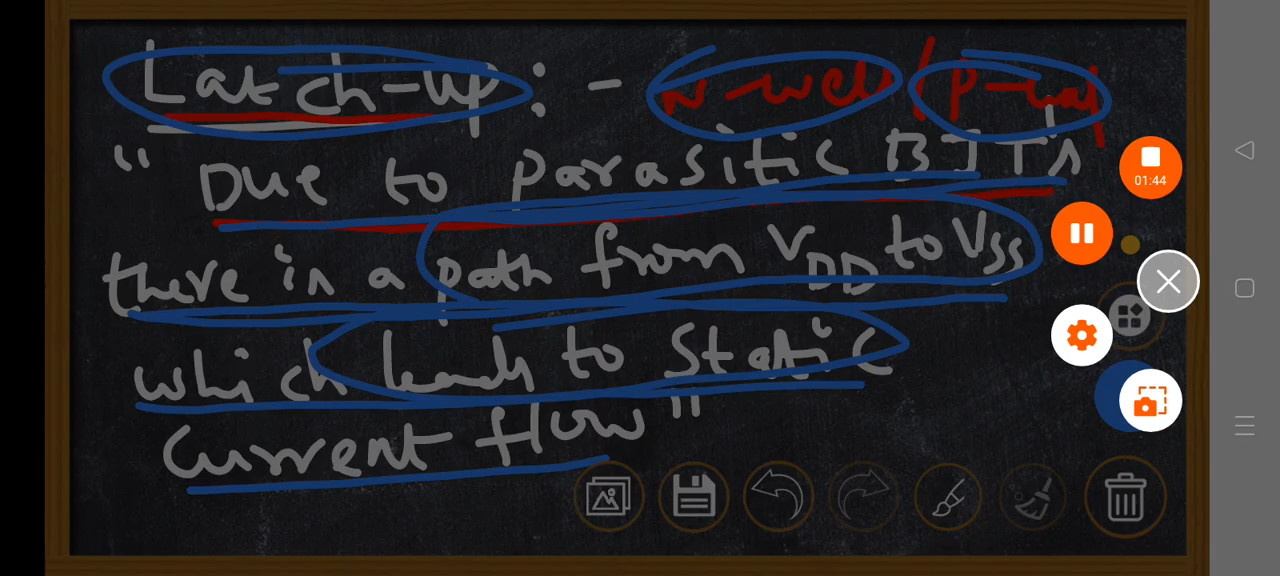 Latch-up :- n-well/p-well
" Due to parasitic BJTs
there is a path from VDD to VSS
which leads to static
current flow "
01:44